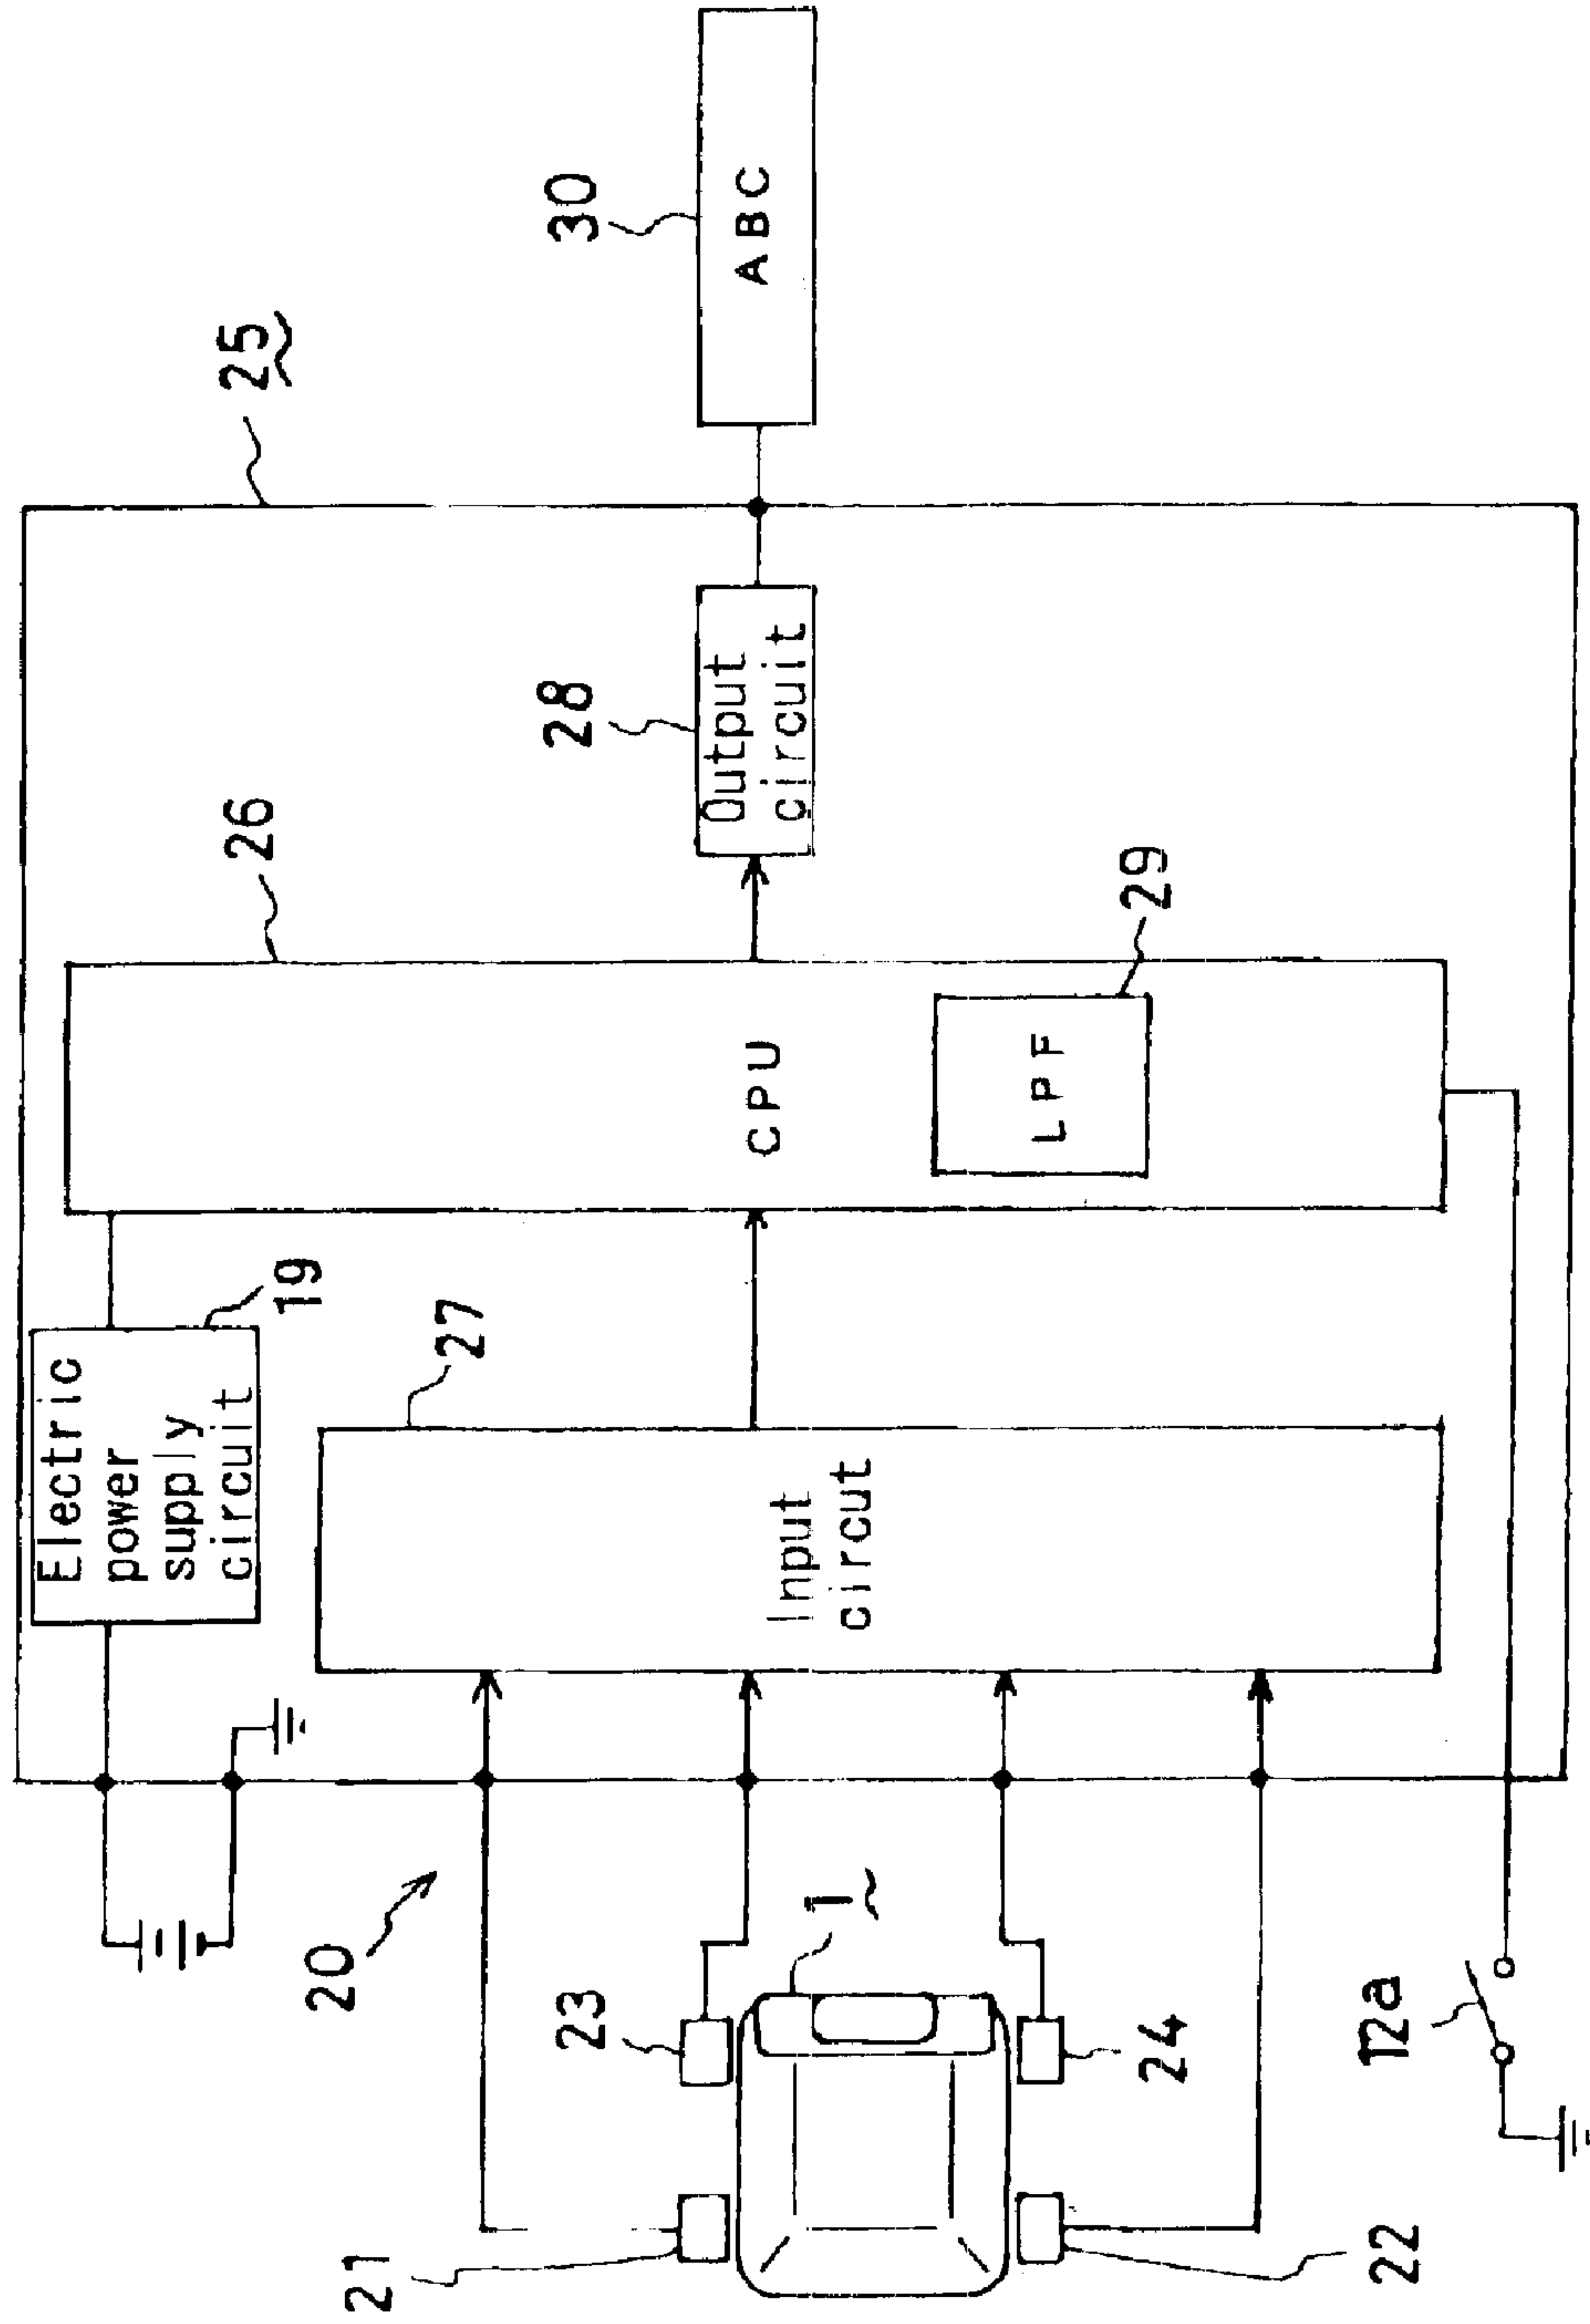 Electric
power
supply
circuit
19
20
21
22
23
24
1
12a
Input
circut
27
CPU
26
LPF
29
Output
circuit
28
25
ABC
30